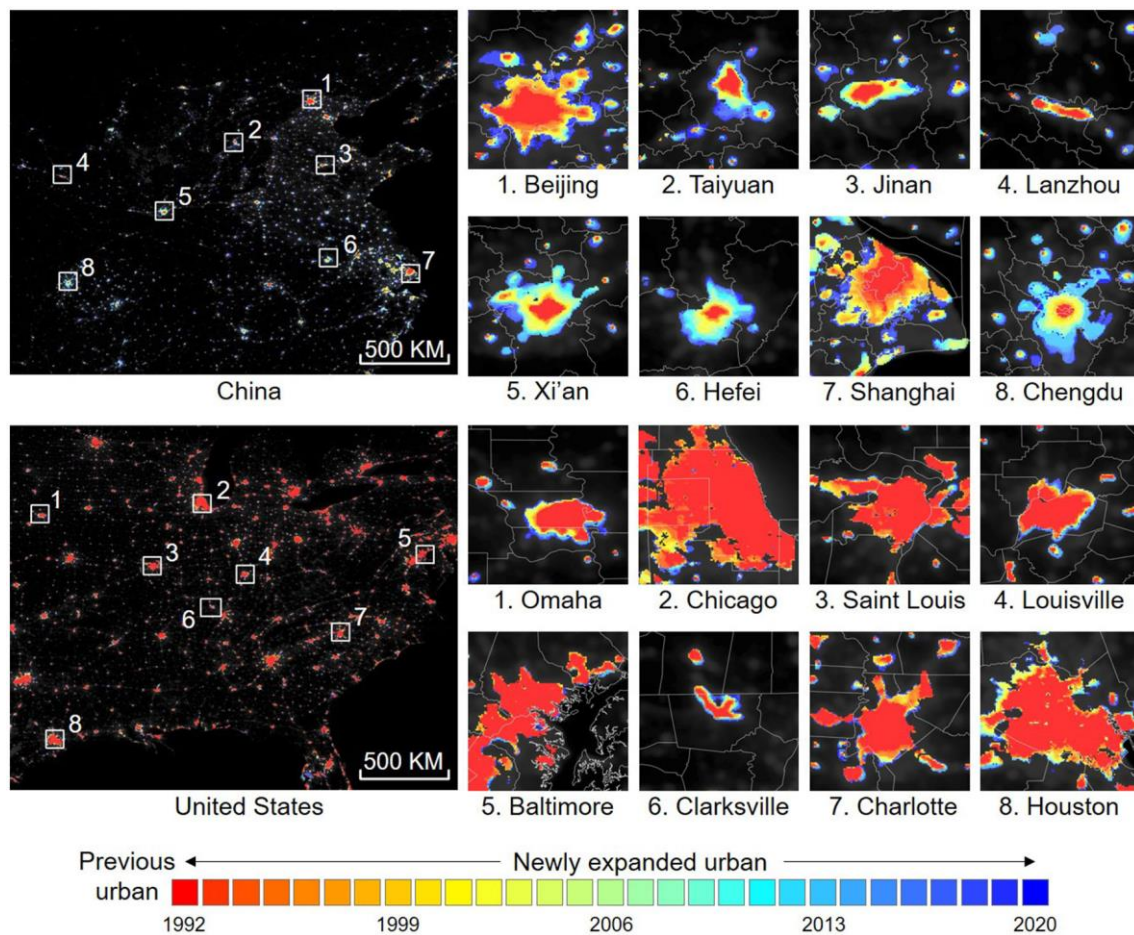 1
2
3
4
5
6
7
8
500 KM
China
1. Beijing
2. Taiyuan
3. Jinan
4. Lanzhou
5. Xi’an
6. Hefei
7. Shanghai
8. Chengdu
1
2
3
4
5
6
7
8
500 KM
United States
1. Omaha
2. Chicago
3. Saint Louis
4. Louisville
5. Baltimore
6. Clarksville
7. Charlotte
8. Houston
Previous
urban
Newly expanded urban
1992
1999
2006
2013
2020